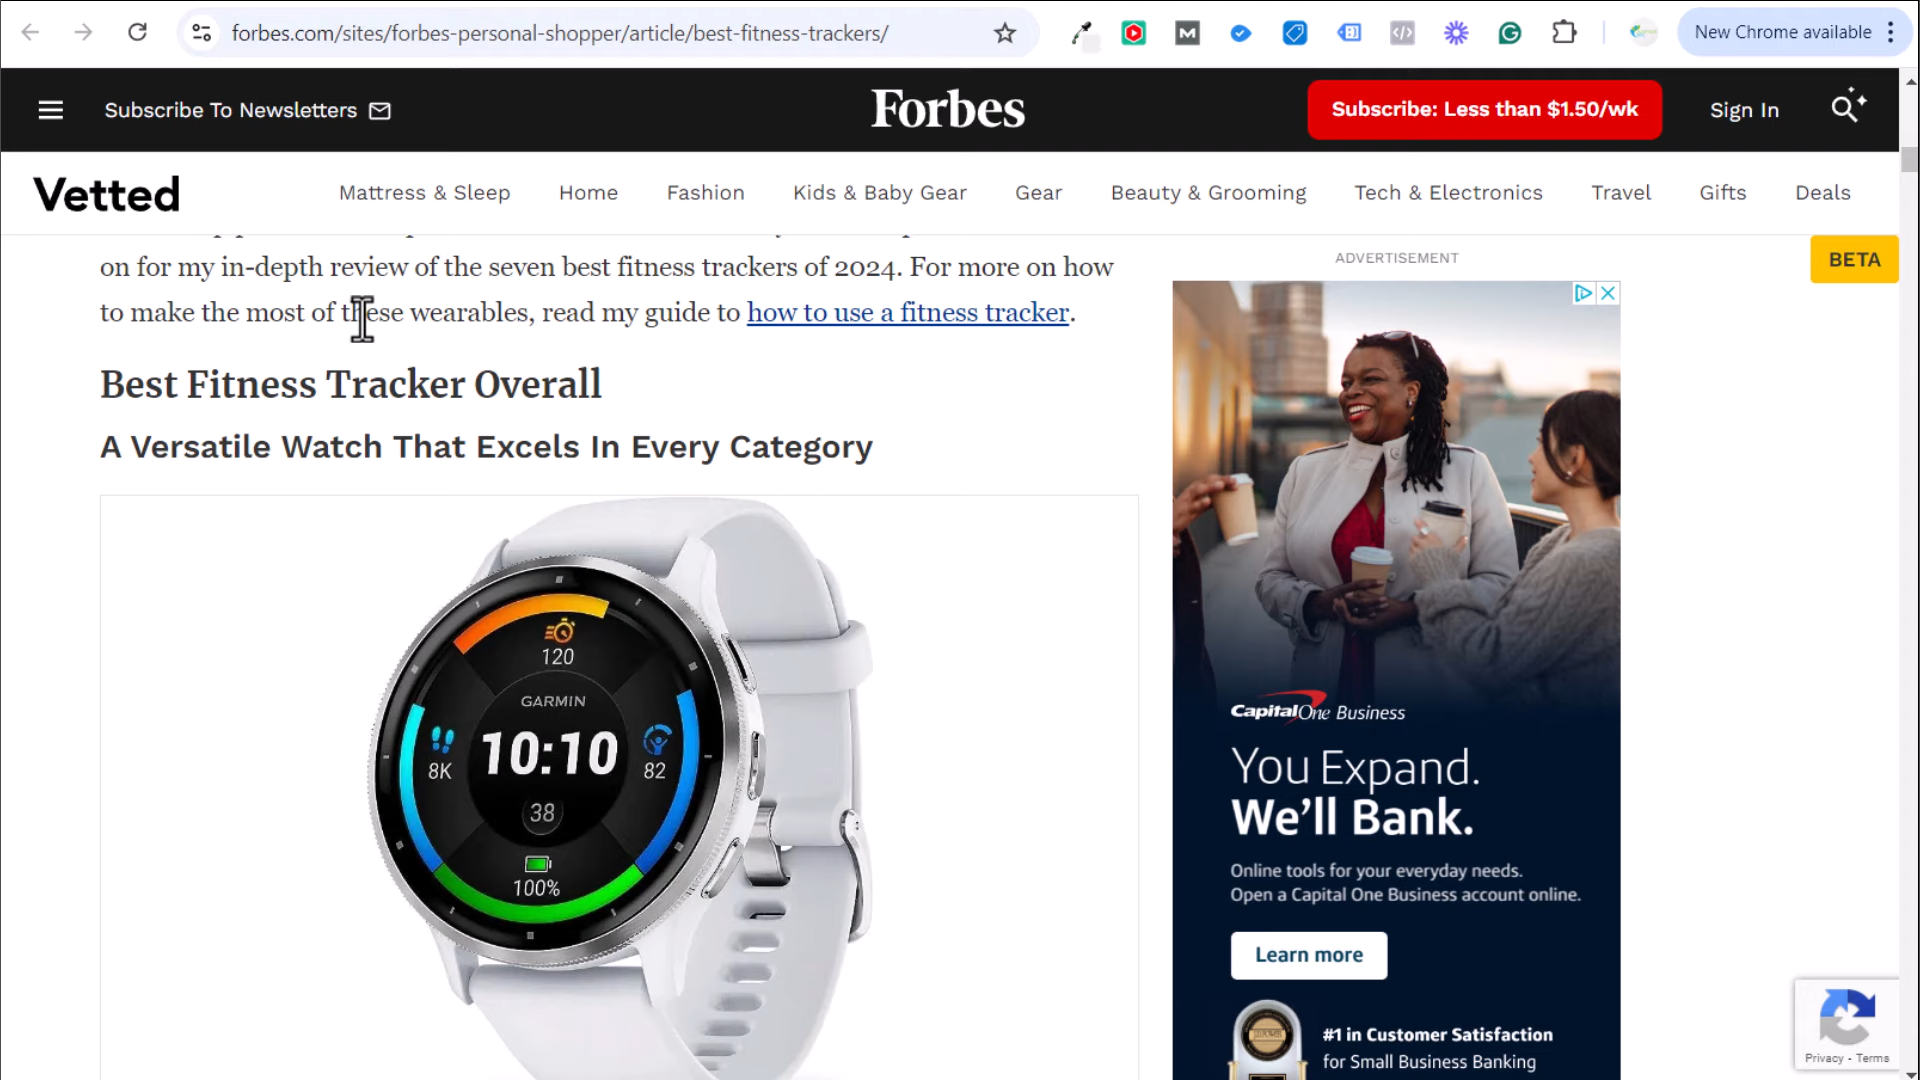 forbes.com/sites/forbes-personal-shopper/article/best-fitness-trackers/
New Chrome available
Subscribe To Newsletters
Forbes
Subscribe: Less than $1.50/wk
Sign In
Vetted
Mattress & Sleep
Home
Fashion
Kids & Baby Gear
Gear
Beauty & Grooming
Tech & Electronics
Travel
Gifts
Deals
BETA
on for my in-depth review of the seven best fitness trackers of 2024. For more on how
to make the most of these wearables, read my guide to how to use a fitness tracker.
Best Fitness Tracker Overall
A Versatile Watch That Excels In Every Category
120
GARMIN
10:10
8K
82
38
100%
ADVERTISEMENT
CapitalOne Business
You Expand.
We'll Bank.
Online tools for your everyday needs.
Open a Capital One Business account online.
Learn more
#1 in Customer Satisfaction
for Small Business Banking
Privacy - Terms